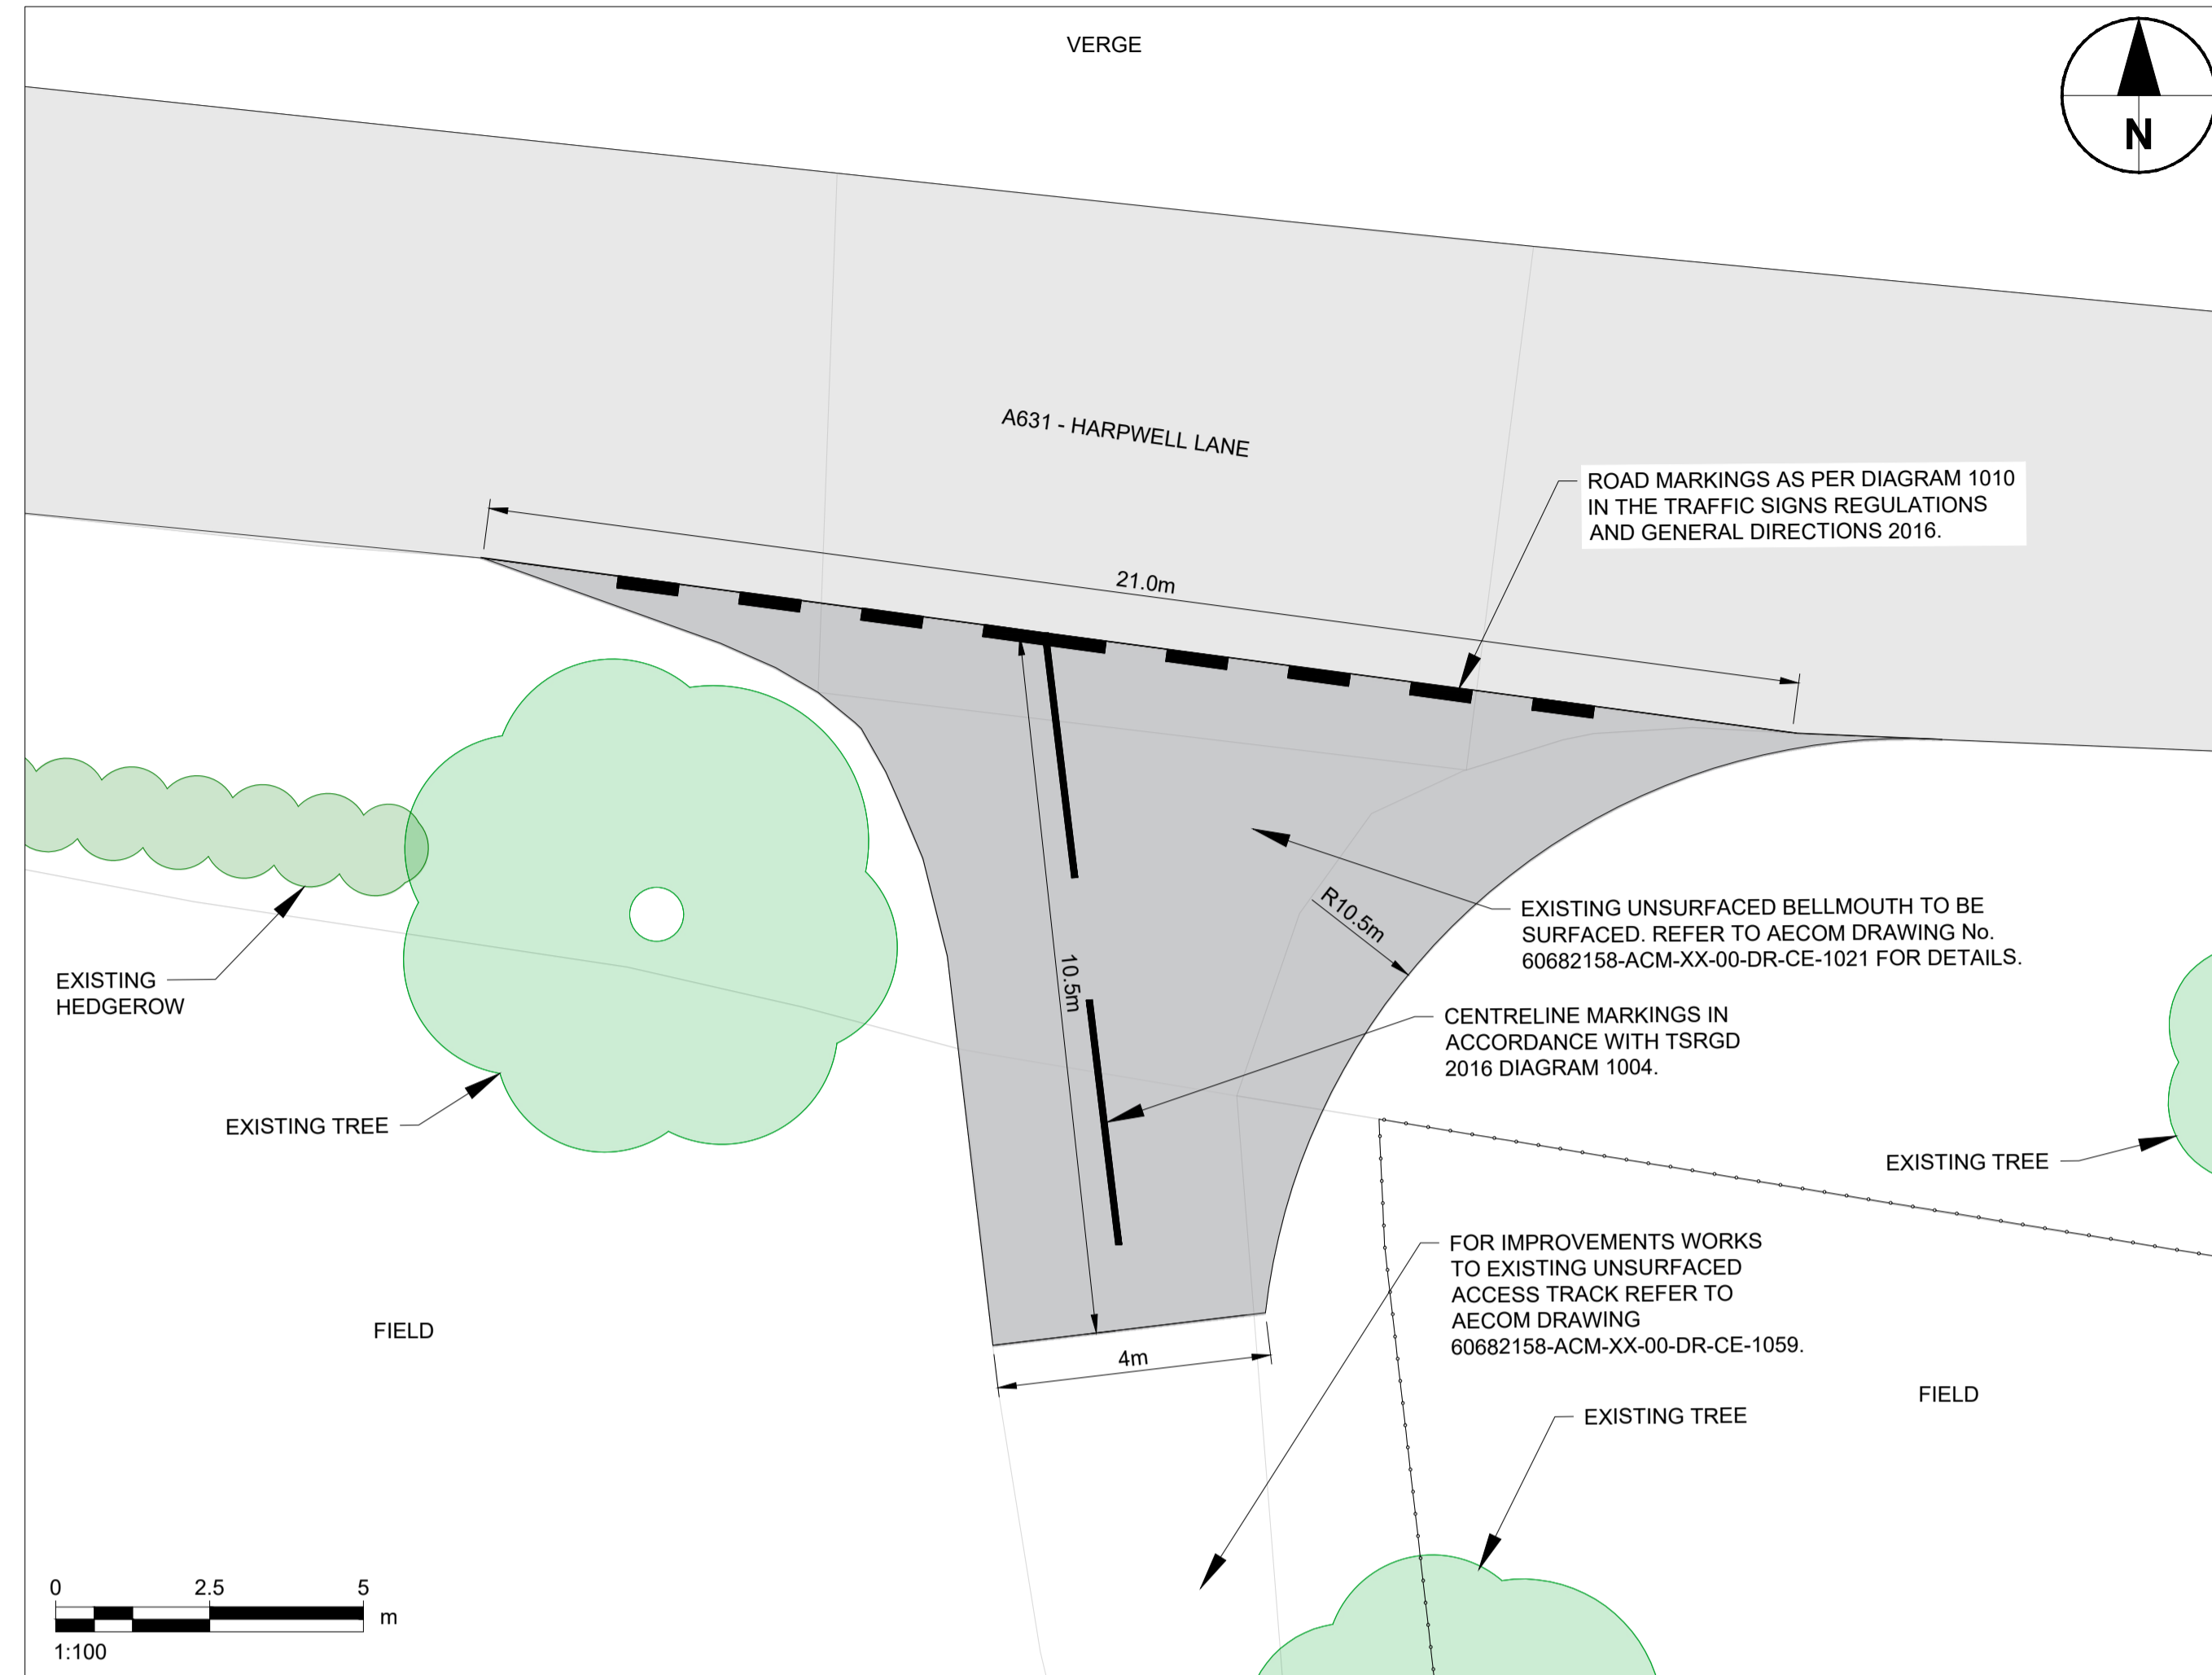 VERGE
N
A631 - HARPWELL LANE
ROAD MARKINGS AS PER DIAGRAM 1010
IN THE TRAFFIC SIGNS REGULATIONS
AND GENERAL DIRECTIONS 2016.
21.0m
R10.5m
10.5m
EXISTING UNSURFACED BELLMOUTH TO BE
SURFACED. REFER TO AECOM DRAWING No.
60682158-ACM-XX-00-DR-CE-1021 FOR DETAILS.
EXISTING
HEDGEROW
CENTRELINE MARKINGS IN
ACCORDANCE WITH TSRGD
2016 DIAGRAM 1004.
EXISTING TREE
EXISTING TREE
FOR IMPROVEMENTS WORKS
TO EXISTING UNSURFACED
ACCESS TRACK REFER TO
AECOM DRAWING
60682158-ACM-XX-00-DR-CE-1059.
FIELD
4m
FIELD
EXISTING TREE
0 2.5 5
m
1:100